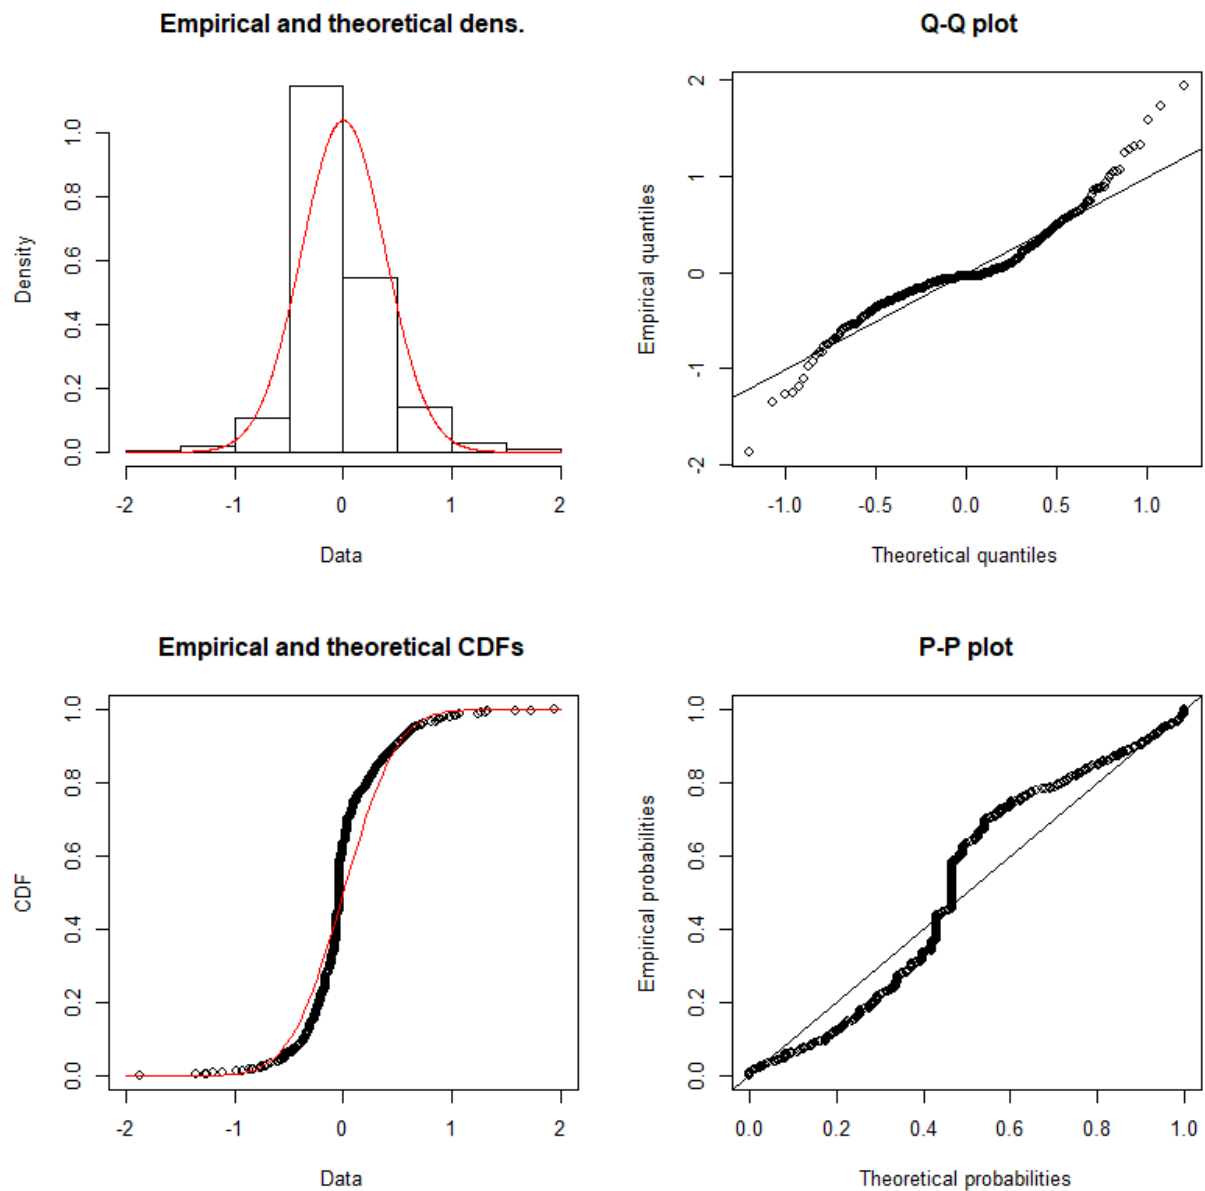 Empirical and theoretical dens.
Density
0.0 0.2 0.4 0.6 0.8 1.0
-2 -1 0 1 2
Data
Q-Q plot
Empirical quantiles
-2 -1 0 1 2
-1.0 -0.5 0.0 0.5 1.0
Theoretical quantiles
Empirical and theoretical CDFs
CDF
0.0 0.2 0.4 0.6 0.8 1.0
-2 -1 0 1 2
Data
P-P plot
Empirical probabilities
0.0 0.2 0.4 0.6 0.8 1.0
0.0 0.2 0.4 0.6 0.8 1.0
Theoretical probabilities